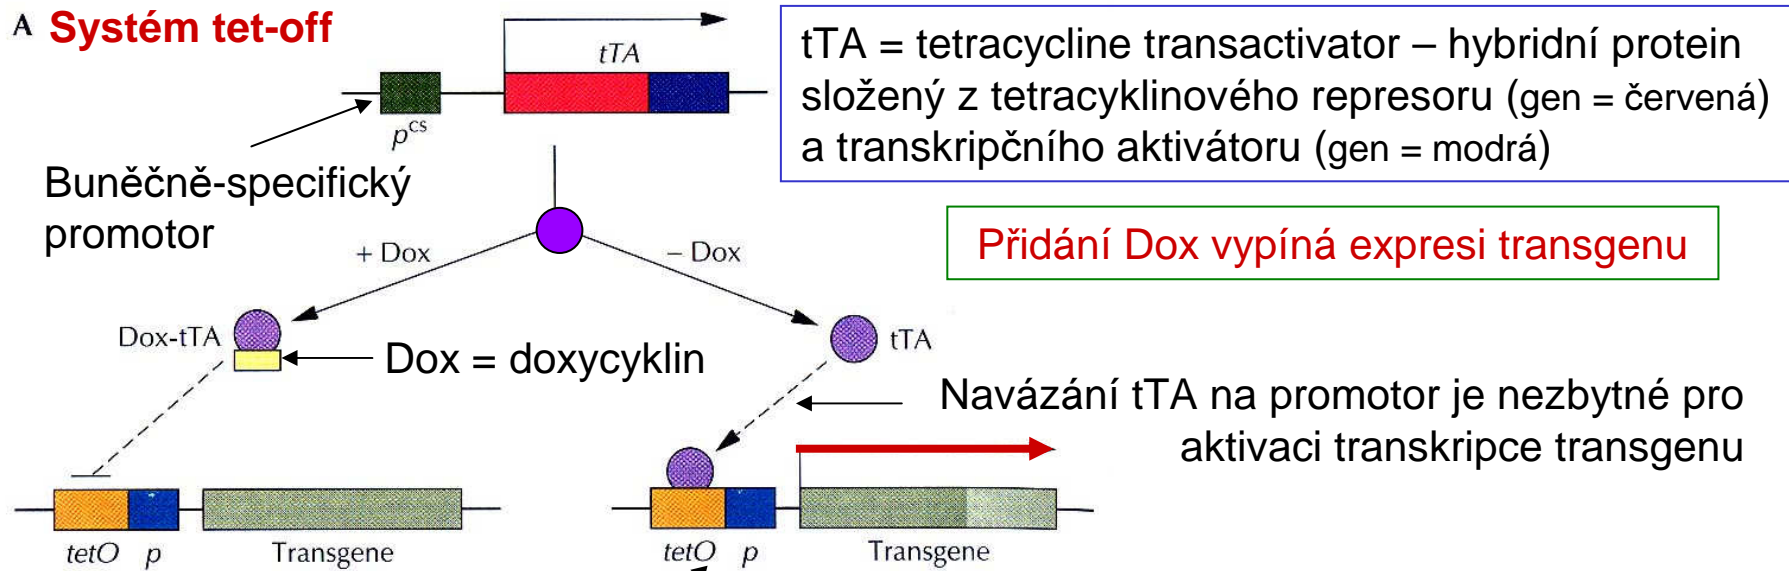 A Systém tet-off
tTA
p^cs
tTA = tetracycline transactivator – hybridní protein
složený z tetracyklinového represoru (gen = červená)
a transkripčního aktivátoru (gen = modrá)
Buněčně-specifický
promotor
Přidání Dox vypíná expresi transgenu
+ Dox
– Dox
Dox-tTA
Dox = doxycyklin
tTA
Navázání tTA na promotor je nezbytné pro
aktivaci transkripce transgenu
tetO p Transgene
tetO p Transgene